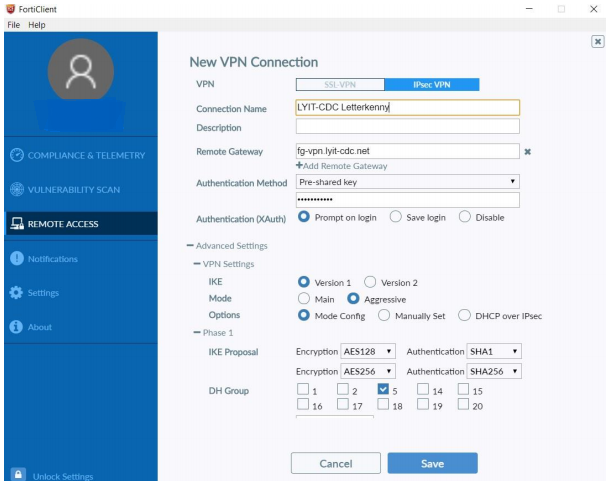 FortiClient
File Help
New VPN Connection
VPN SSL-VPN IPsec VPN
Connection Name LYIT-CDC Letterkenny
Description
Remote Gateway fg-vpn.lyit-cdc.net
+Add Remote Gateway
Authentication Method Pre-shared key
•••••••••••
Authentication (XAuth) Prompt on login Save login Disable
Advanced Settings
VPN Settings
IKE Version 1 Version 2
Mode Main Aggressive
Options Mode Config Manually Set DHCP over IPsec
Phase 1
IKE Proposal Encryption AES128 Authentication SHA1
Encryption AES256 Authentication SHA256
DH Group 1 2 5 14 15
16 17 18 19 20
Cancel Save
COMPLIANCE & TELEMETRY
VULNERABILITY SCAN
REMOTE ACCESS
Notifications
Settings
About
Unlock Settings